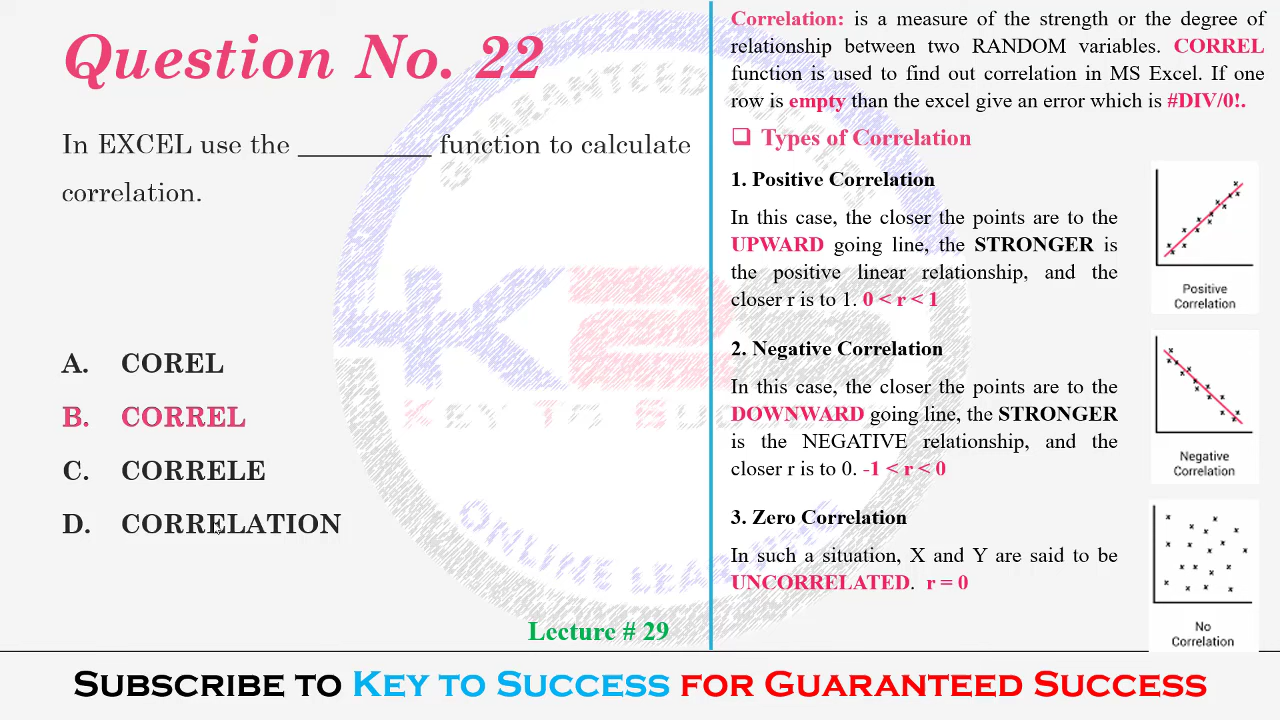 Question No. 22
In EXCEL use the __________ function to calculate
correlation.
A. COREL
B. CORREL
C. CORRELE
D. CORRELATION
Lecture # 29
Correlation: is a measure of the strength or the degree of
relationship between two RANDOM variables. CORREL
function is used to find out correlation in MS Excel. If one
row is empty than the excel give an error which is #DIV/0!.
❑ Types of Correlation
1. Positive Correlation
In this case, the closer the points are to the
UPWARD going line, the STRONGER is
the positive linear relationship, and the
closer r is to 1. 0 < r < 1
Positive
Correlation
2. Negative Correlation
In this case, the closer the points are to the
DOWNWARD going line, the STRONGER
is the NEGATIVE relationship, and the
closer r is to 0. -1 < r < 0
Negative
Correlation
3. Zero Correlation
In such a situation, X and Y are said to be
UNCORRELATED. r = 0
No
Correlation
K2S
KEY TO SUCCESS
ONLINE LEARNING
SUBSCRIBE TO KEY TO SUCCESS FOR GUARANTEED SUCCESS